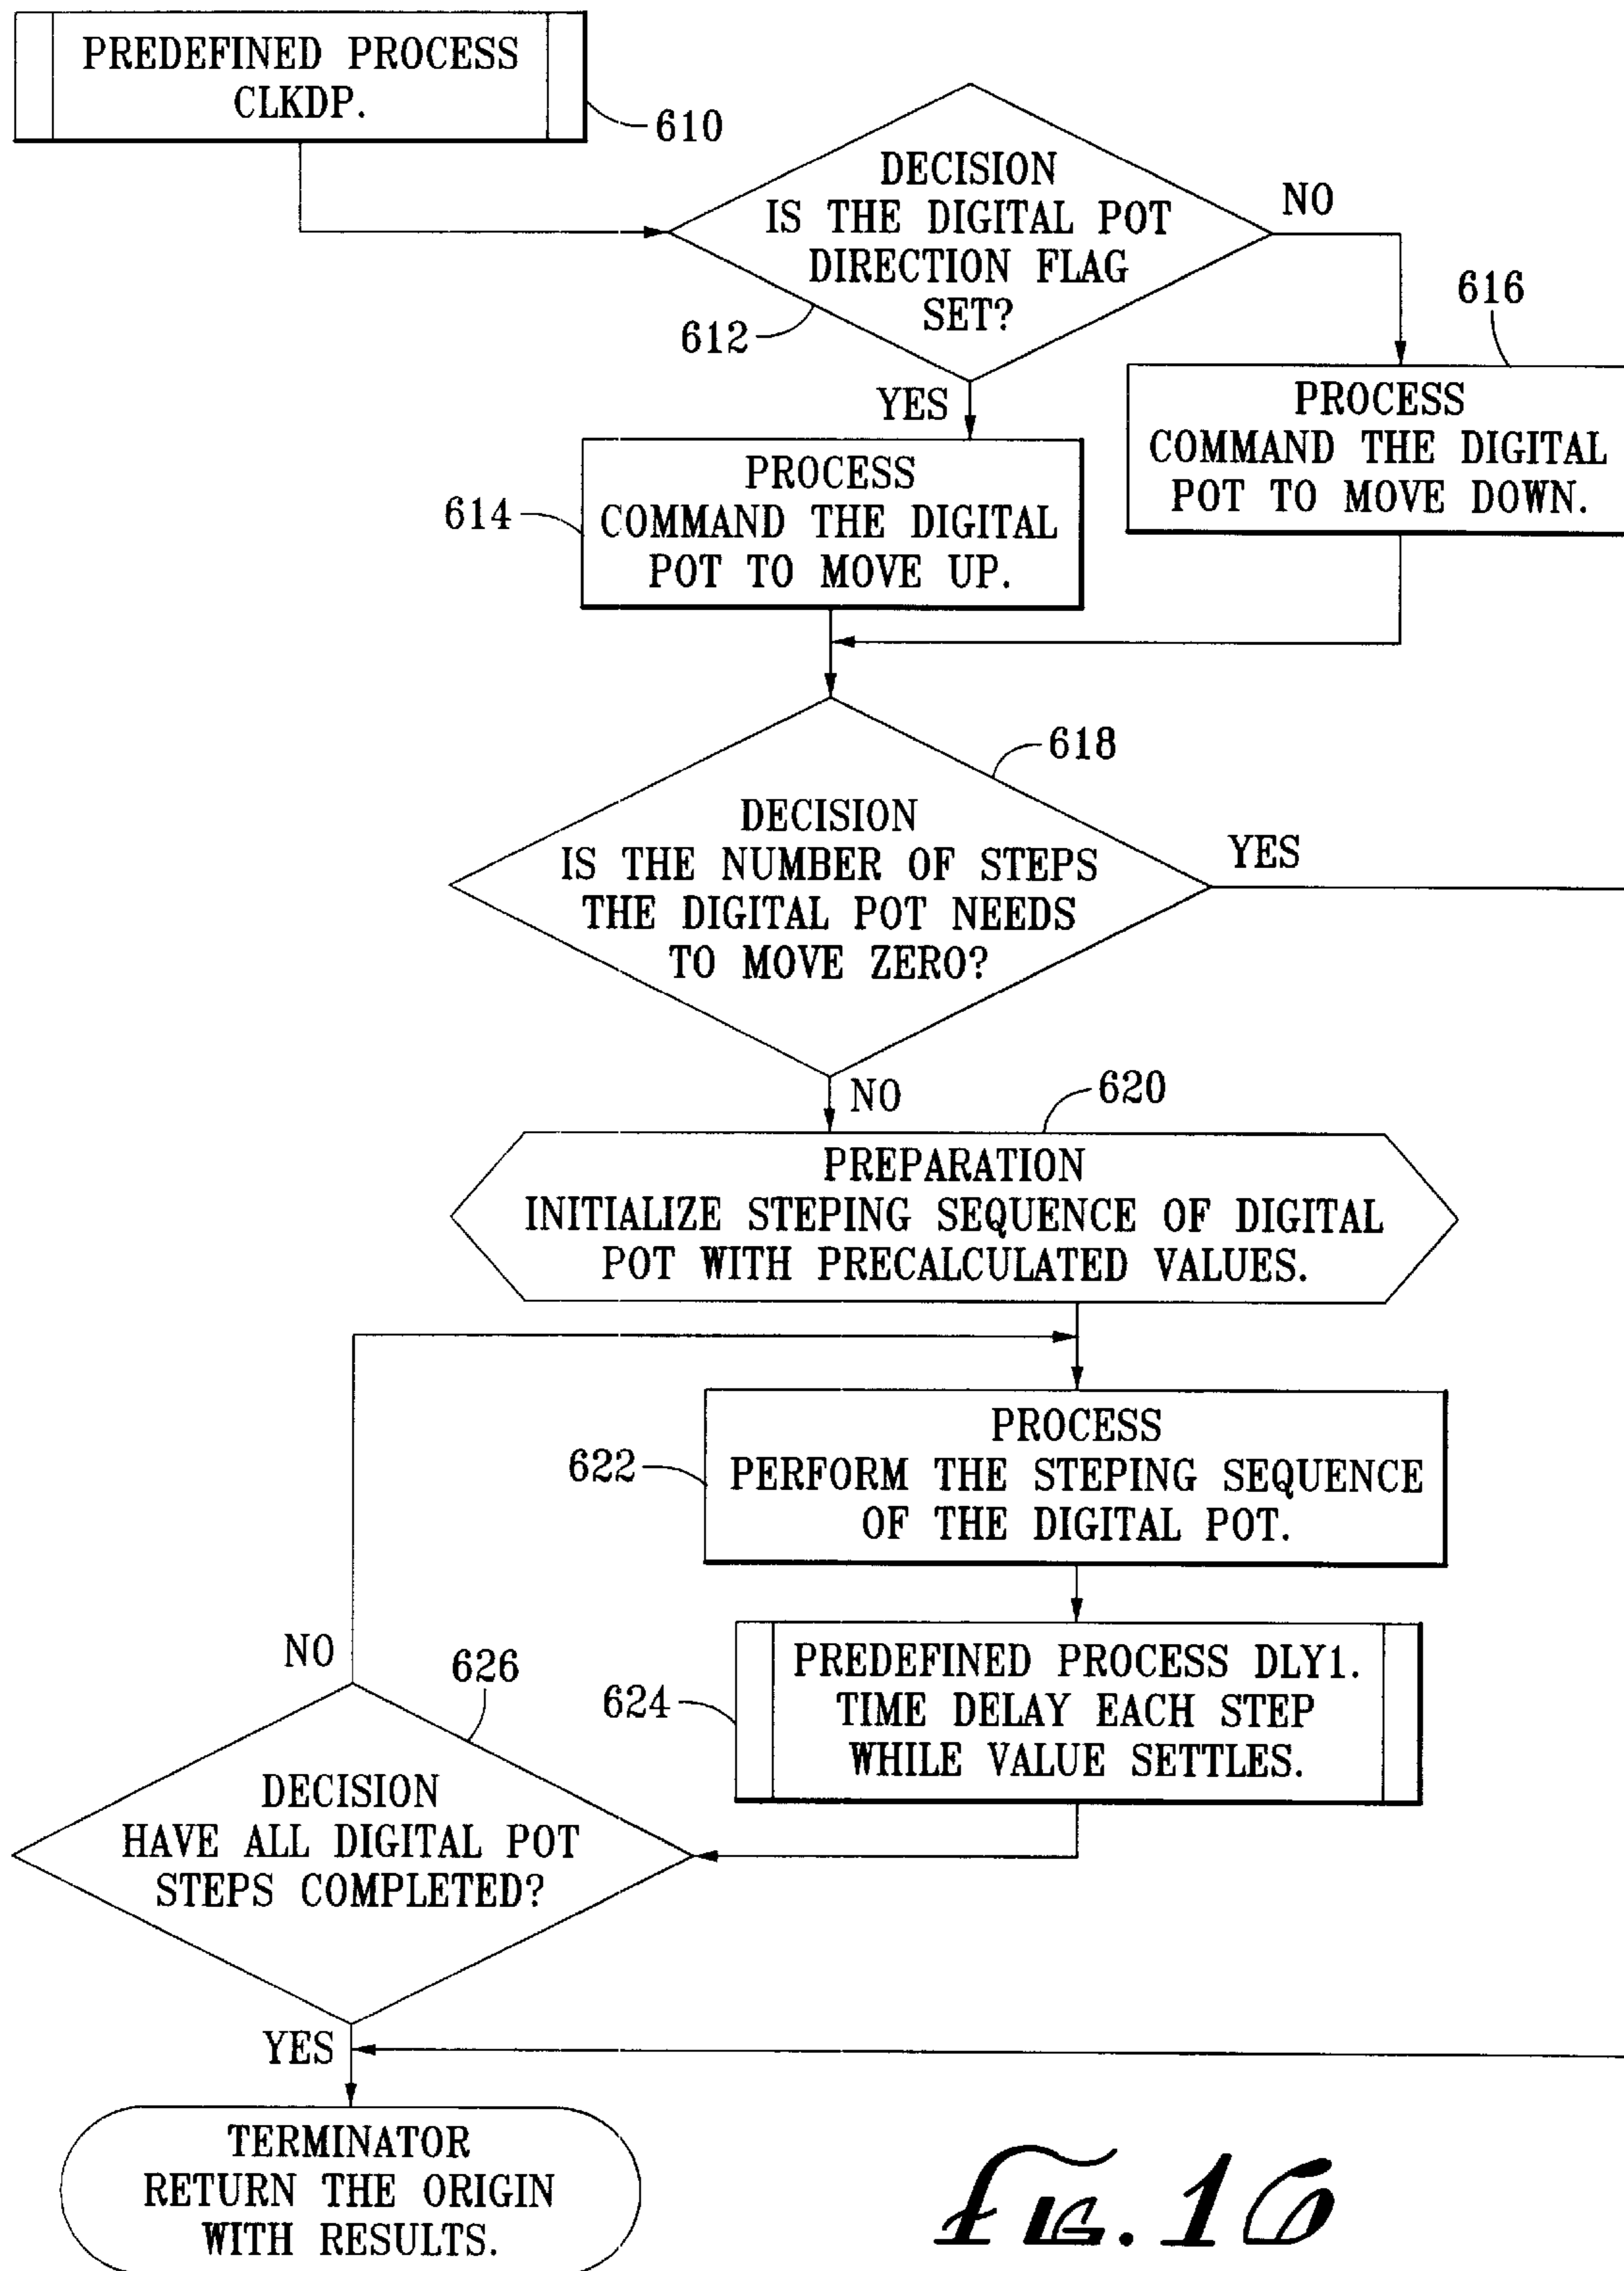 PREDEFINED PROCESS
CLKDP.
610
DECISION
IS THE DIGITAL POT
DIRECTION FLAG
SET?
612
NO
616
YES
PROCESS
COMMAND THE DIGITAL
POT TO MOVE DOWN.
PROCESS
COMMAND THE DIGITAL
POT TO MOVE UP.
614
618
DECISION
IS THE NUMBER OF STEPS
THE DIGITAL POT NEEDS
TO MOVE ZERO?
YES
NO
620
PREPARATION
INITIALIZE STEPING SEQUENCE OF DIGITAL
POT WITH PRECALCULATED VALUES.
PROCESS
PERFORM THE STEPING SEQUENCE
OF THE DIGITAL POT.
622
PREDEFINED PROCESS DLY1.
TIME DELAY EACH STEP
WHILE VALUE SETTLES.
624
NO
626
DECISION
HAVE ALL DIGITAL POT
STEPS COMPLETED?
YES
TERMINATOR
RETURN THE ORIGIN
WITH RESULTS.
FIG. 16